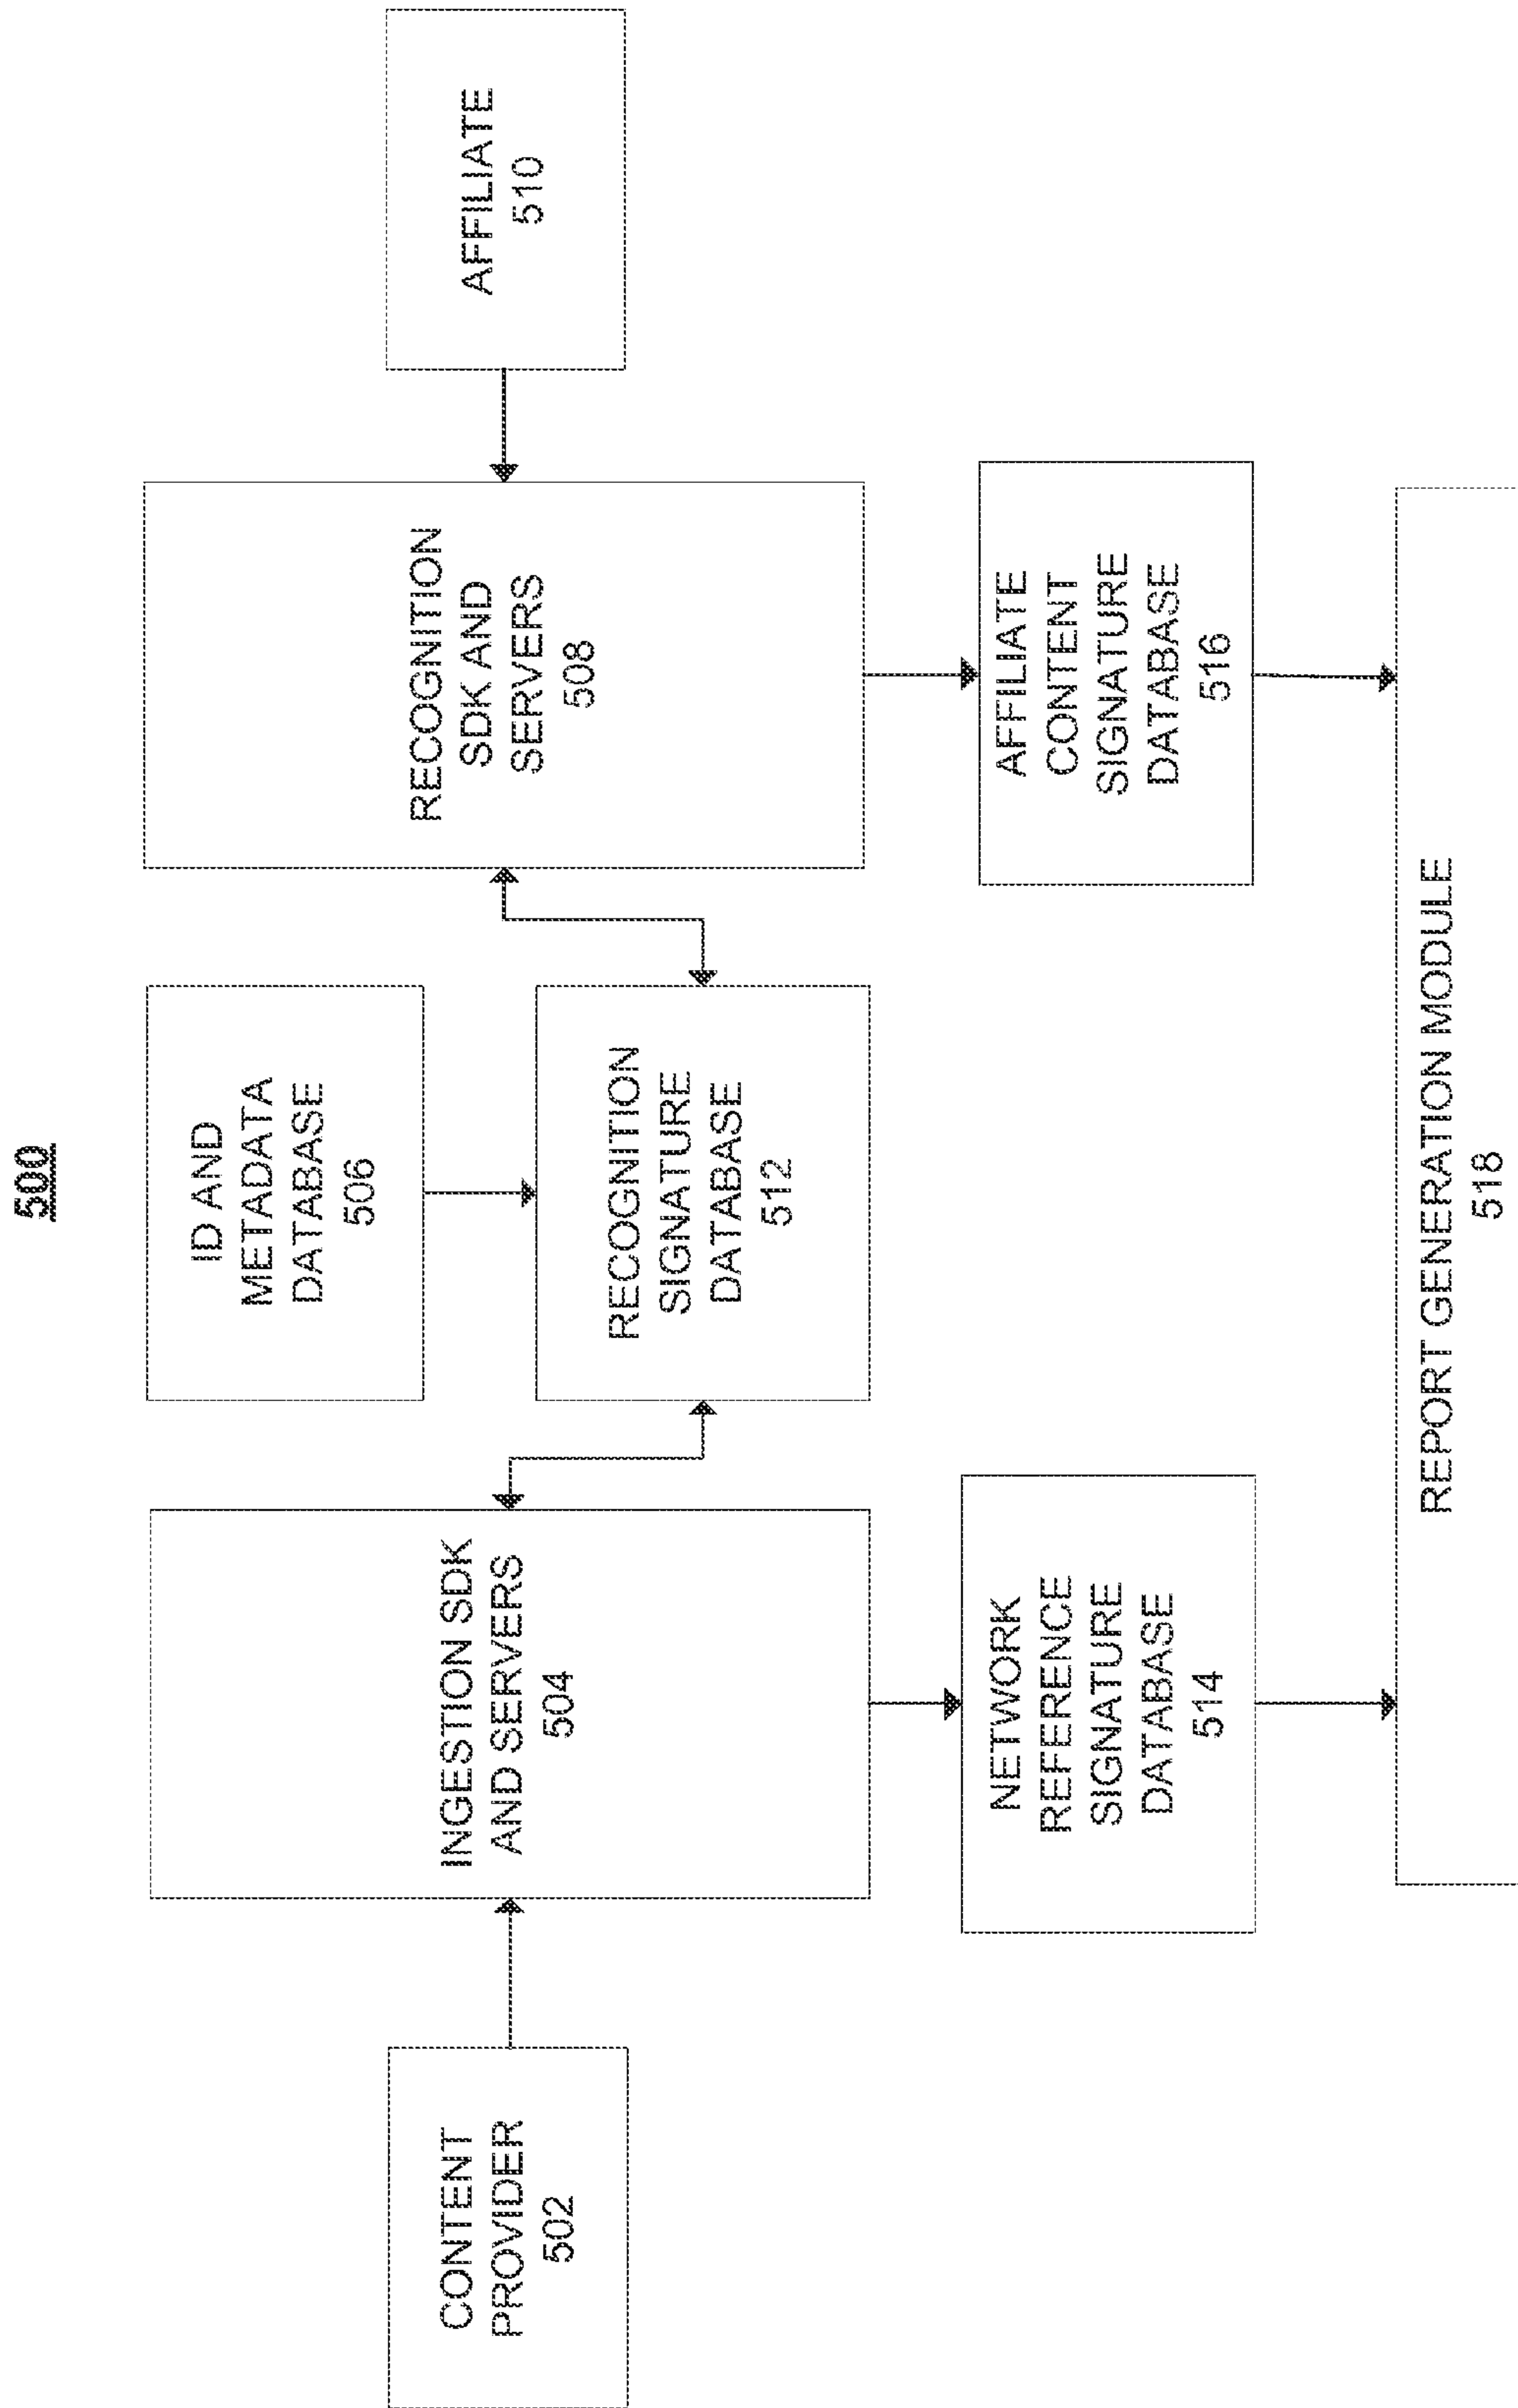 500
CONTENT
PROVIDER
502
INGESTION SDK
AND SERVERS
504
ID AND
METADATA
DATABASE
506
RECOGNITION
SIGNATURE
DATABASE
512
RECOGNITION
SDK AND
SERVERS
508
AFFILIATE
510
NETWORK
REFERENCE
SIGNATURE
DATABASE
514
AFFILIATE
CONTENT
SIGNATURE
DATABASE
516
REPORT GENERATION MODULE
518